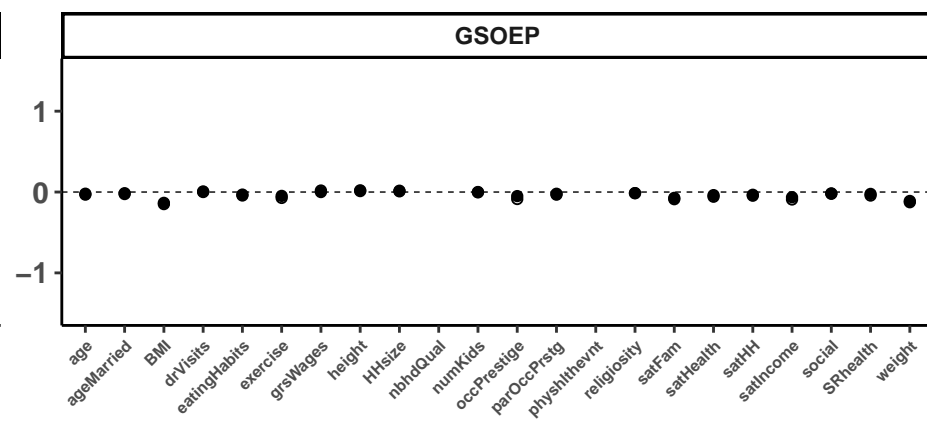 GSOEP
1
0
−1
age
ageMarried
BMI
drVisits
eatingHabits
exercise
grsWages
height
HHsize
nbhdQual
numKids
occPrestige
parOccPrstg
physhlthevnt
religiosity
satFam
satHealth
satHH
satIncome
social
SRhealth
weight